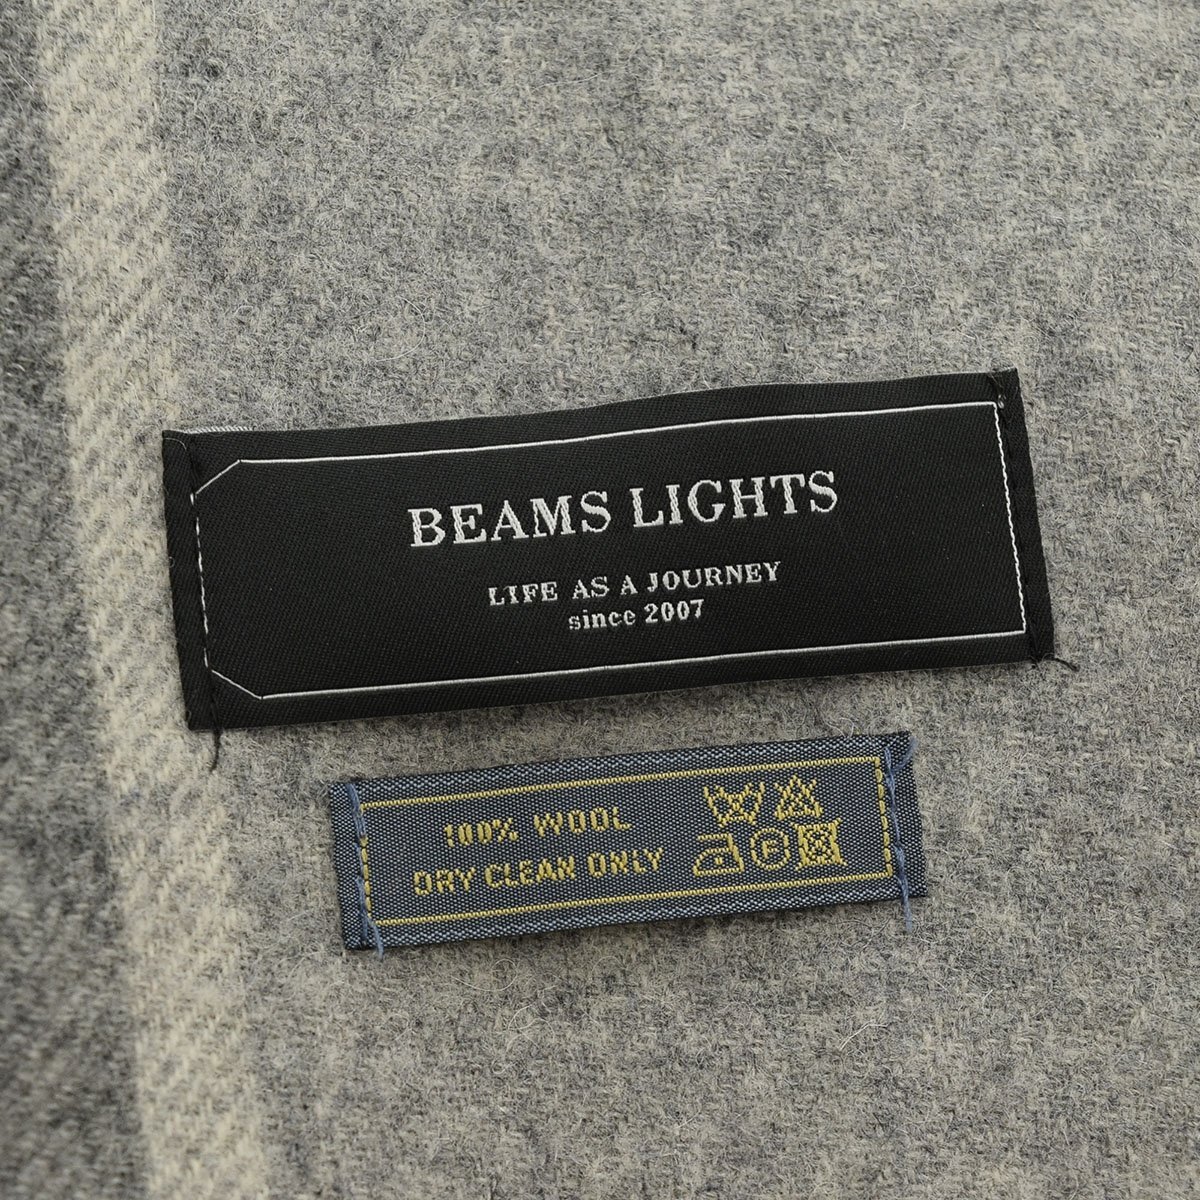 BEAMS LIGHTS
LIFE AS A JOURNEY
since 2007
100% WOOL
DRY CLEAN ONLY
F